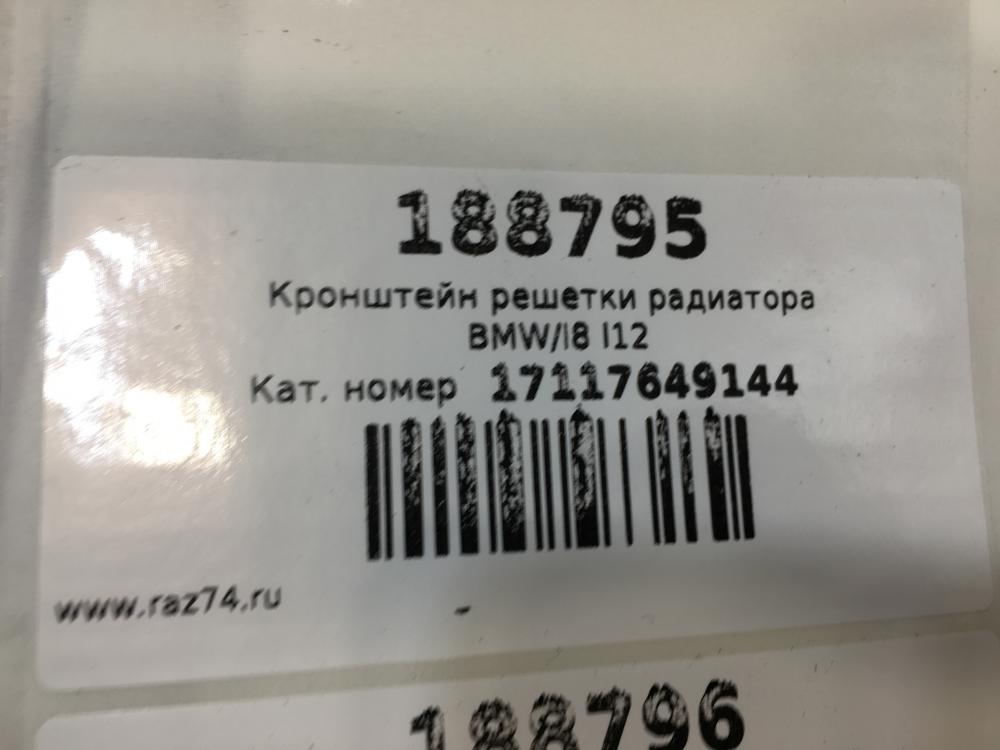 188795
Кронштейн решетки радиатора
BMW/I8 I12
Кат. номер 17117649144
www.raz74.ru
188796